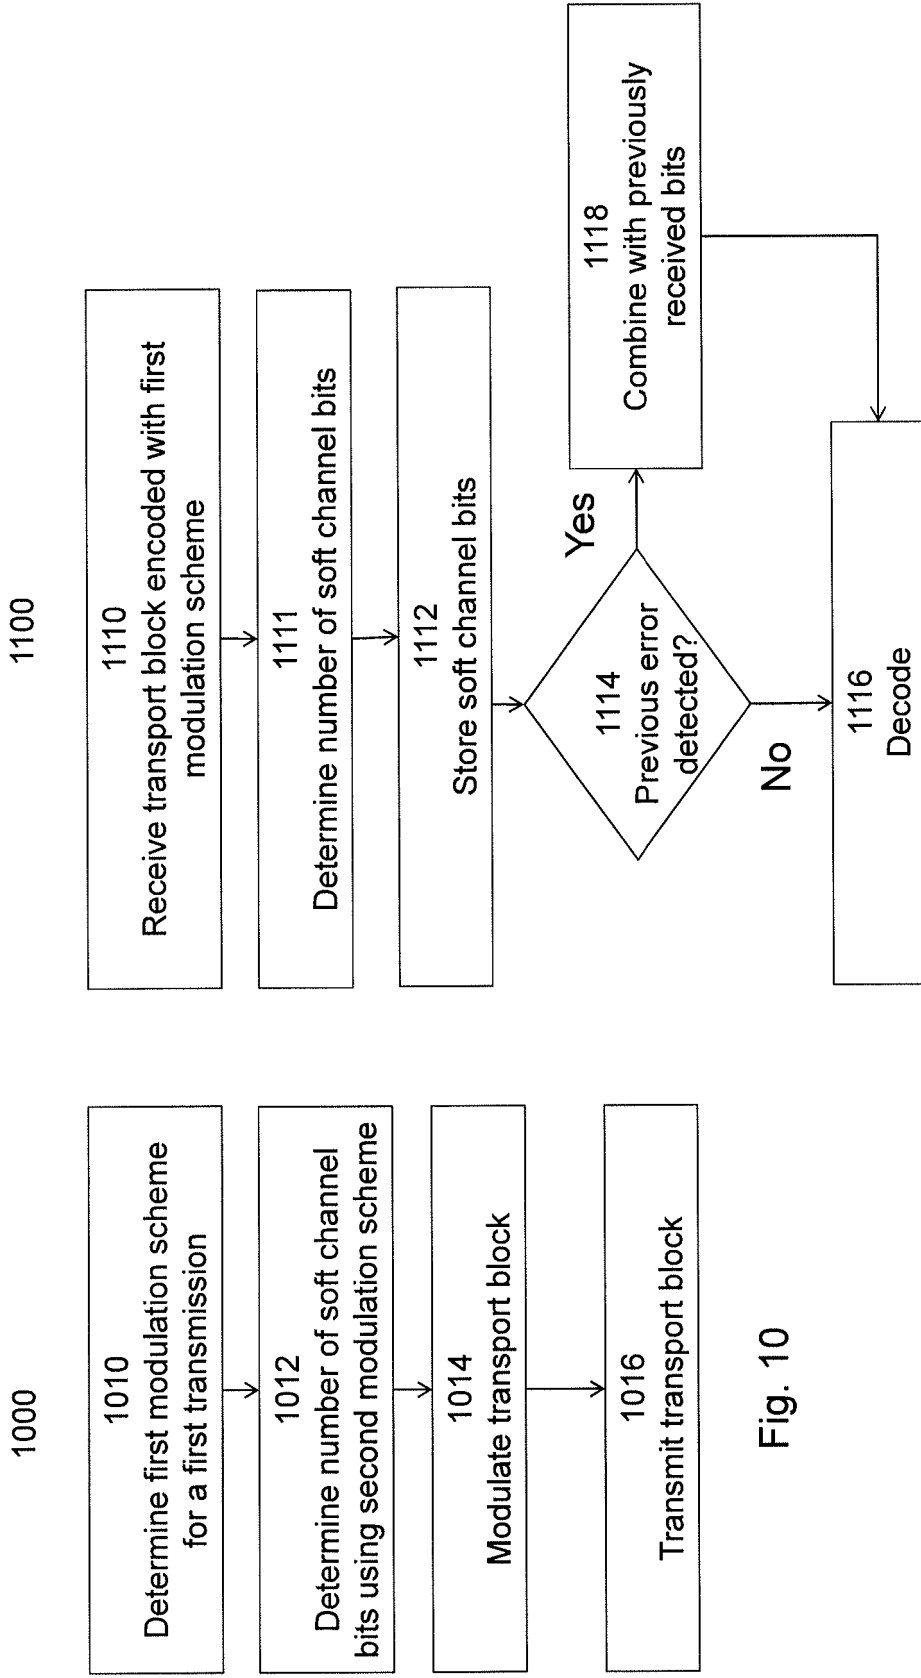 1000
1010
Determine first modulation scheme
for a first transmission
1012
Determine number of soft channel
bits using second modulation scheme
1014
Modulate transport block
1016
Transmit transport block
Fig. 10
1100
1110
Receive transport block encoded with first
modulation scheme
1111
Determine number of soft channel bits
1112
Store soft channel bits
1114
Previous error
detected?
Yes
1118
Combine with previously
received bits
No
1116
Decode